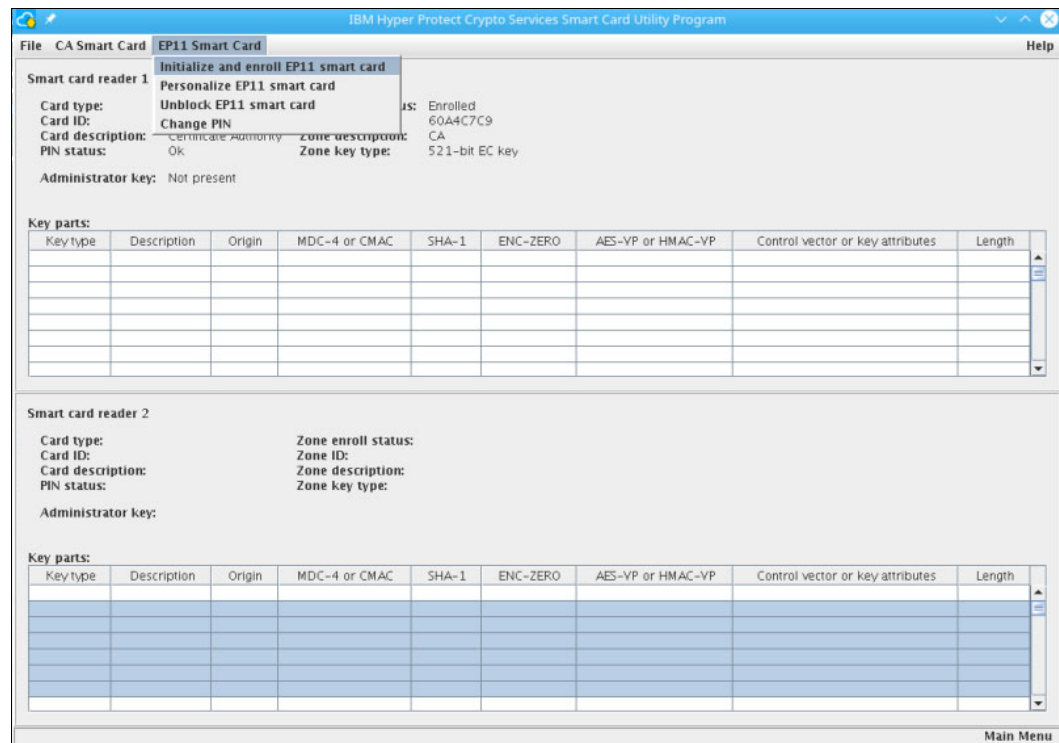 IBM Hyper Protect Crypto Services Smart Card Utility Program
File CA Smart Card EP11 Smart Card Help
Initialize and enroll EP11 smart card
Personalize EP11 smart card
Unblock EP11 smart card
Change PIN
Smart card reader 1
Card type: us: Enrolled
Card ID: 60A4C7C9
Card description: Certificate Authority Zone description: CA
PIN status: Ok Zone key type: 521-bit EC key
Administrator key: Not present
Key parts:
Key type Description Origin MDC-4 or CMAC SHA-1 ENC-ZERO AES-VP or HMAC-VP Control vector or key attributes Length
Smart card reader 2
Card type: Zone enroll status:
Card ID: Zone ID:
Card description: Zone description:
PIN status: Zone key type:
Administrator key:
Key parts:
Key type Description Origin MDC-4 or CMAC SHA-1 ENC-ZERO AES-VP or HMAC-VP Control vector or key attributes Length
Main Menu